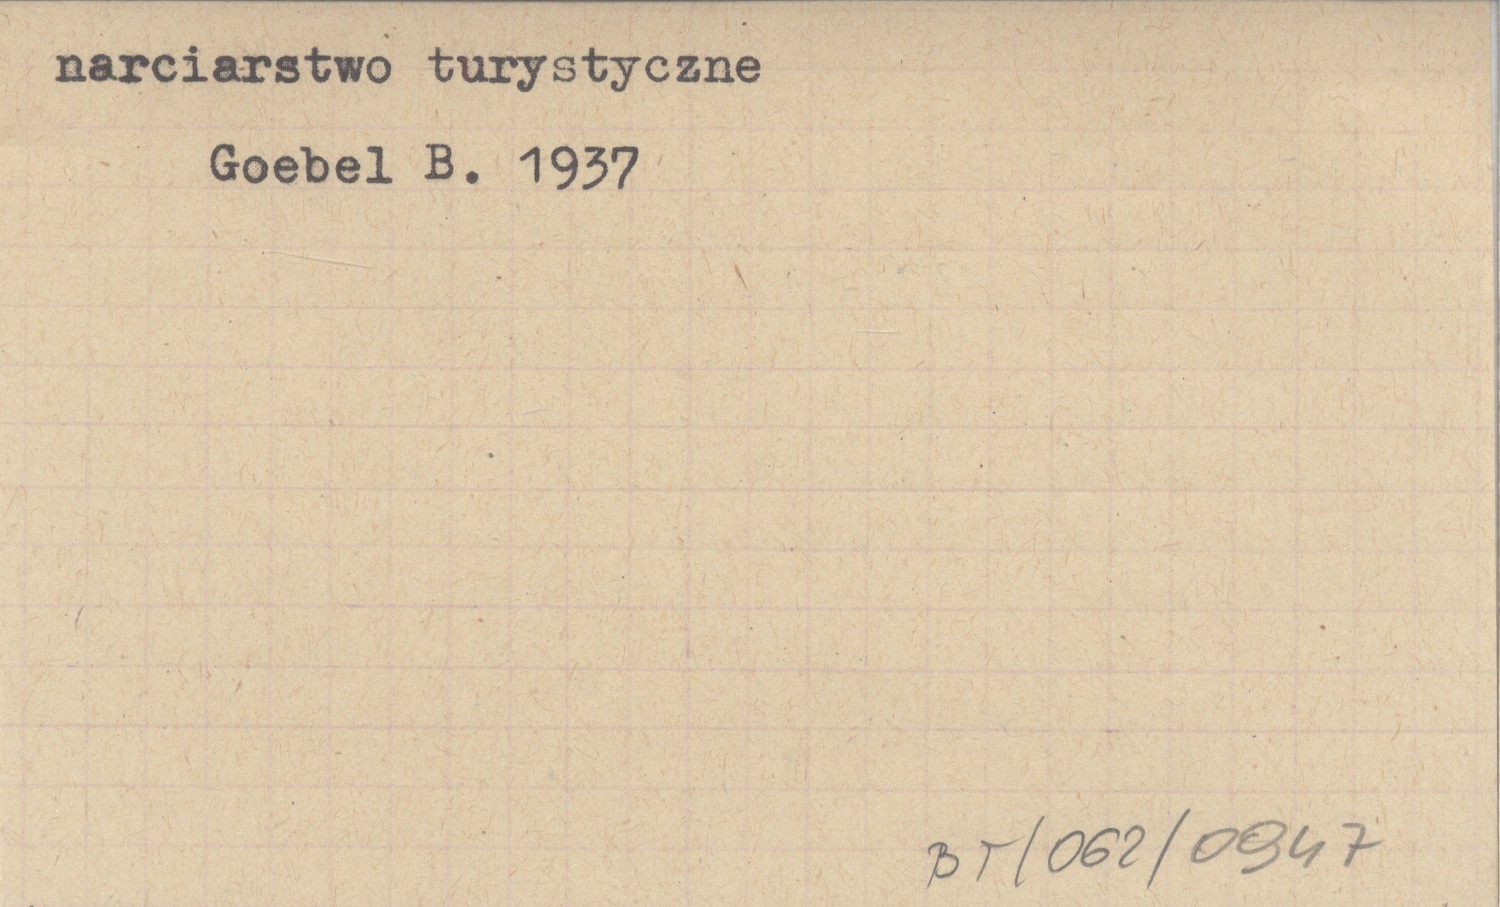 narciarstwo turystyczne
Goebel B. 1937
BT/062/0947